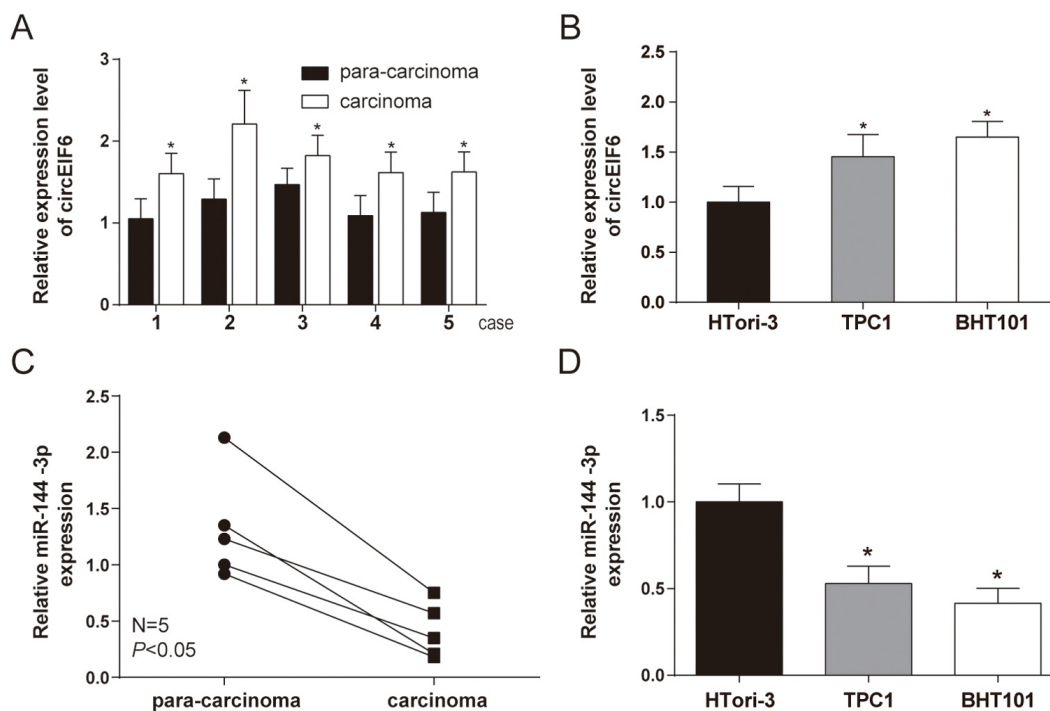 A
Relative expression level
of circEIF6
3
2
1
0
para-carcinoma
carcinoma
*
*
*
*
*
1 2 3 4 5 case
B
Relative expression level
of circEIF6
2.0
1.5
1.0
0.5
0.0
*
*
HTori-3 TPC1 BHT101
C
Relative miR-144 -3p
expression
2.5
2.0
1.5
1.0
0.5
0.0
N=5
P<0.05
para-carcinoma carcinoma
D
Relative miR-144 -3p
expression
1.5
1.0
0.5
0.0
*
*
HTori-3 TPC1 BHT101